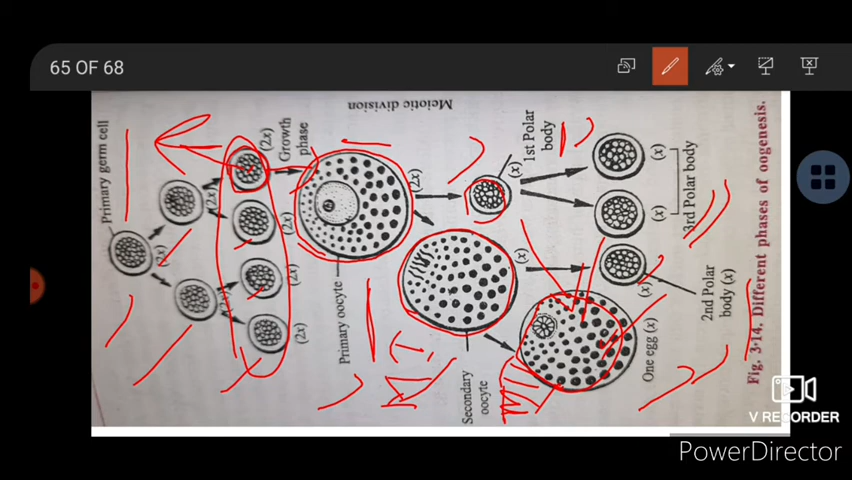 65 OF 68
Meiotic division
Primary germ cell
(2x)
(2x)
(2x)
(2x)
(2x)
(2x)
Growth
phase
Primary oocyte
(2x)
(x)
1st Polar
body
Secondary
oocyte
(x)
(x)
(x)
3rd Polar body
(x)
2nd Polar
body (x)
One egg (x)
Fig. 3·14. Different phases of oogenesis.
V RECORDER
PowerDirector